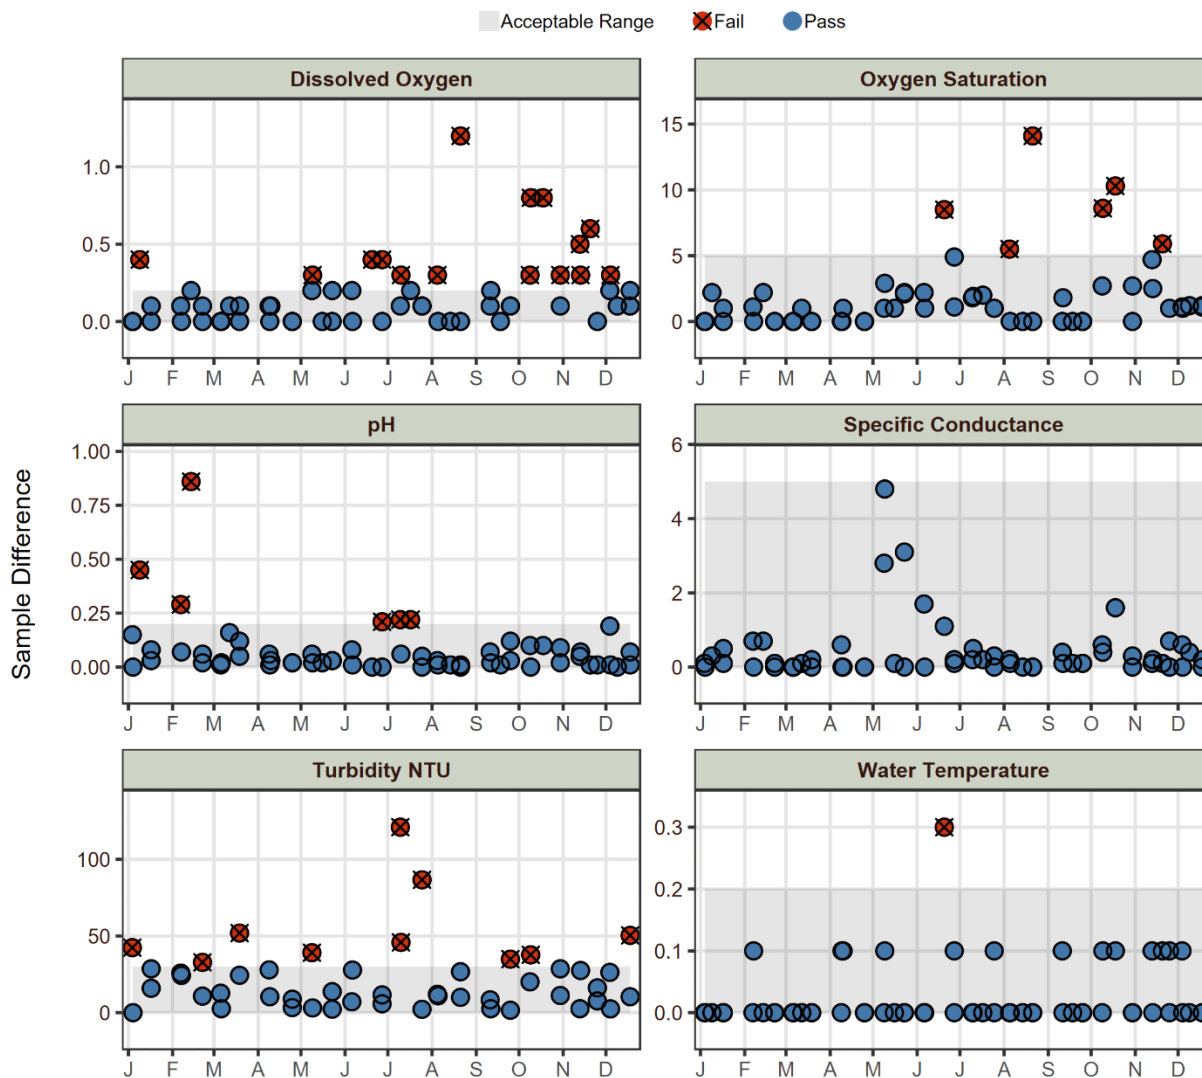 Acceptable Range Fail Pass
Dissolved Oxygen
1.0
0.5
0.0
J F M A M J J A S O N D
Oxygen Saturation
15
10
5
0
J F M A M J J A S O N D
Sample Difference
pH
1.00
0.75
0.50
0.25
0.00
J F M A M J J A S O N D
Specific Conductance
6
4
2
0
J F M A M J J A S O N D
Turbidity NTU
100
50
0
J F M A M J J A S O N D
Water Temperature
0.3
0.2
0.1
0.0
J F M A M J J A S O N D